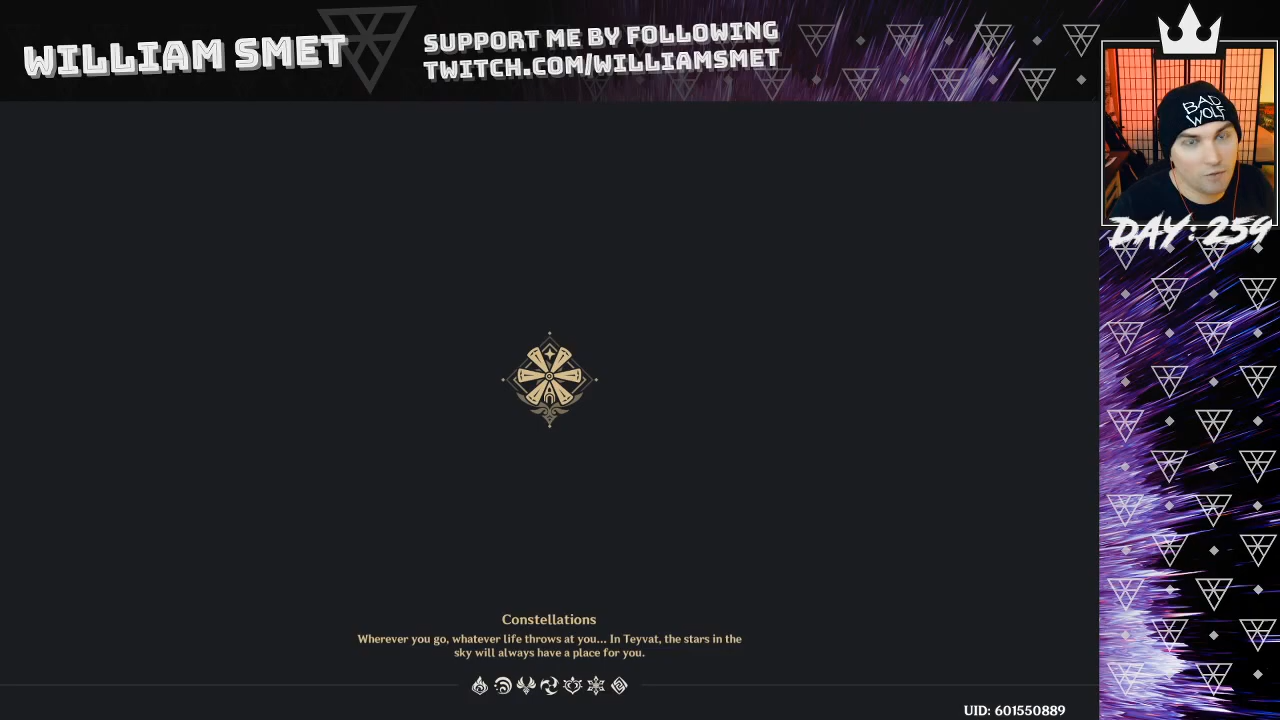 WILLIAM SMET
SUPPORT ME BY FOLLOWING
TWITCH.COM/WILLIAMSMET
BAD
WOLF
DAY: 259
Constellations
Wherever you go, whatever life throws at you... In Teyvat, the stars in the
sky will always have a place for you.
UID: 601550889